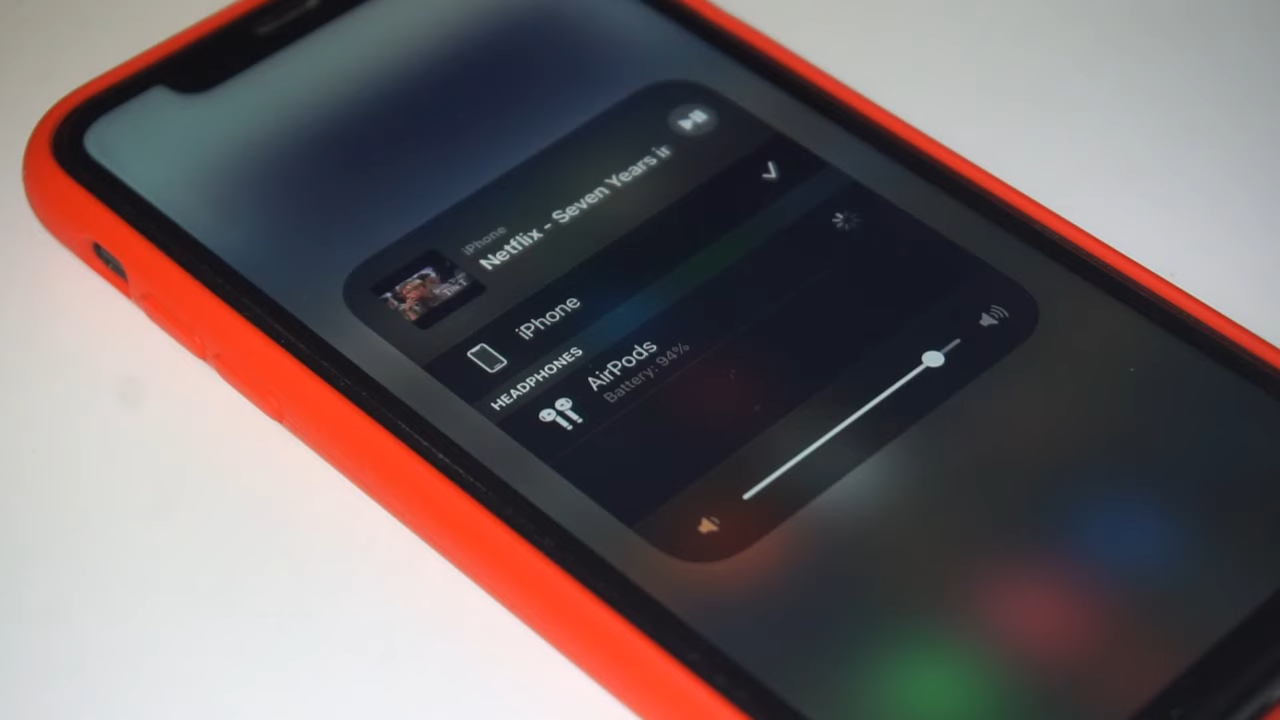 iPhone
Netflix - Seven Years
iPhone
HEADPHONES
AirPods
Battery: 94%